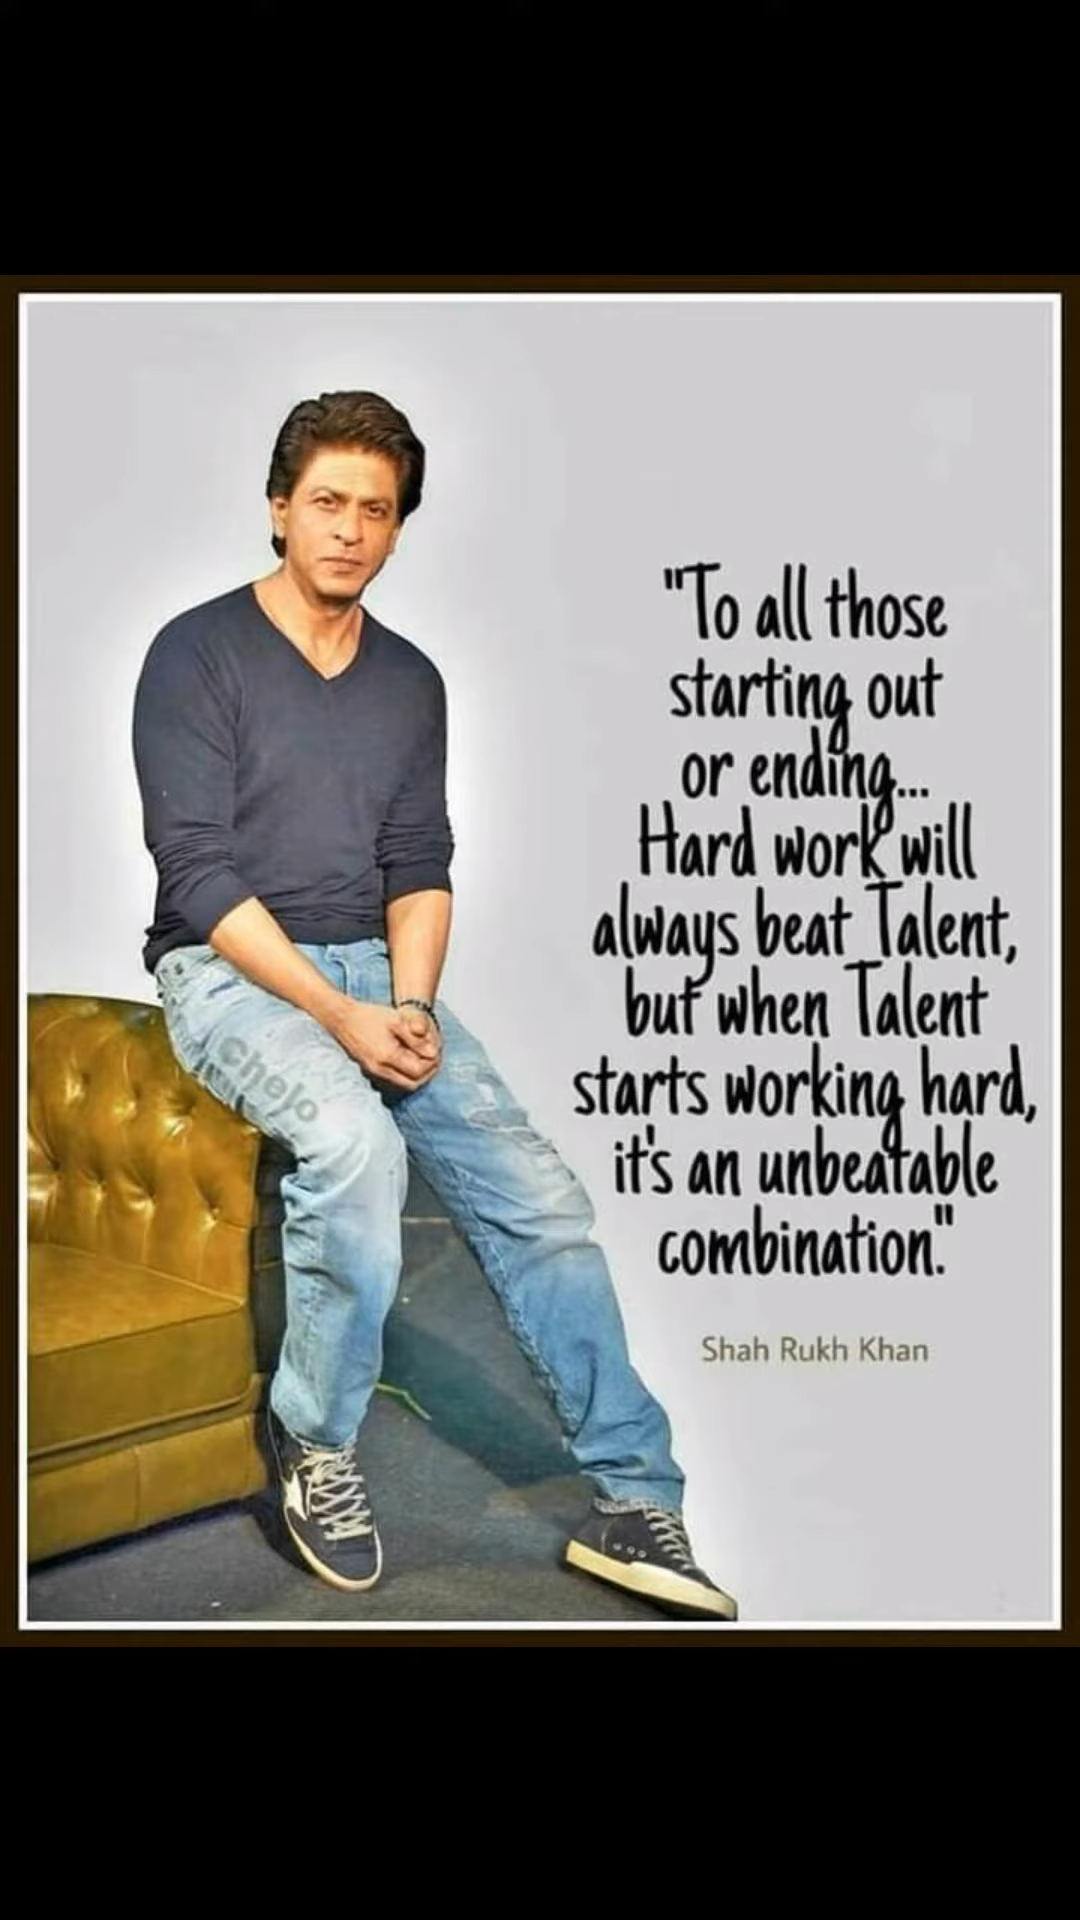 "To all those
starting out
or ending...
Hard work will
always beat Talent,
but when Talent
starts working hard,
it's an unbeatable
combination."
Shah Rukh Khan
Chejo